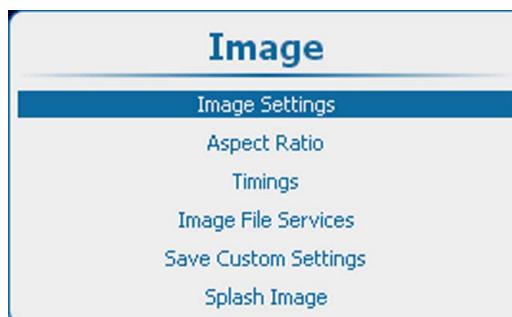 Image
Image Settings
Aspect Ratio
Timings
Image File Services
Save Custom Settings
Splash Image